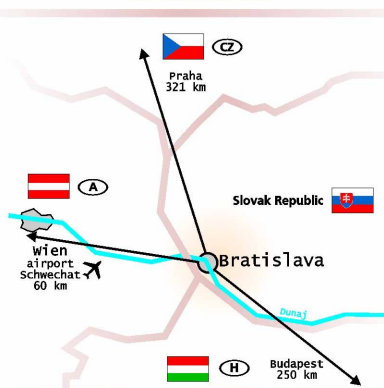 CZ
Praha
321 km
A
Slovak Republic
Wien
airport
Schwechat
60 km
Bratislava
Dunaj
H
Budapest
250 km